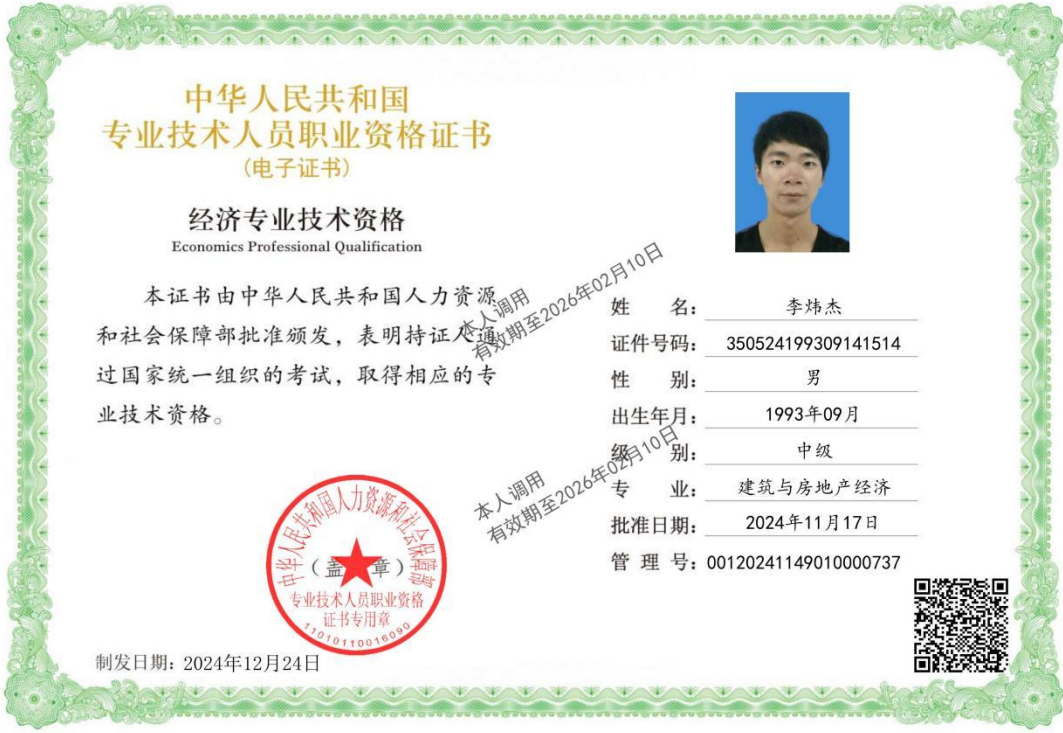 中华人民共和国
专业技术人员职业资格证书
(电子证书)
经济专业技术资格
Economics Professional Qualification
本证书由中华人民共和国人力资源
和社会保障部批准颁发，表明持证人通
过国家统一组织的考试，取得相应的专
业技术资格。
本人调用
有效期至2026年02月10日
本人调用
有效期至2026年02月10日
中华人民共和国人力资源和社会保障部
（盖 章）
专业技术人员职业资格
证书专用章
11010110016090
制发日期：2024年12月24日
姓 名：李炜杰
证件号码：350524199309141514
性 别：男
出生年月：1993年09月
级 别：中级
专 业：建筑与房地产经济
批准日期：2024年11月17日
管 理 号：00120241149010000737